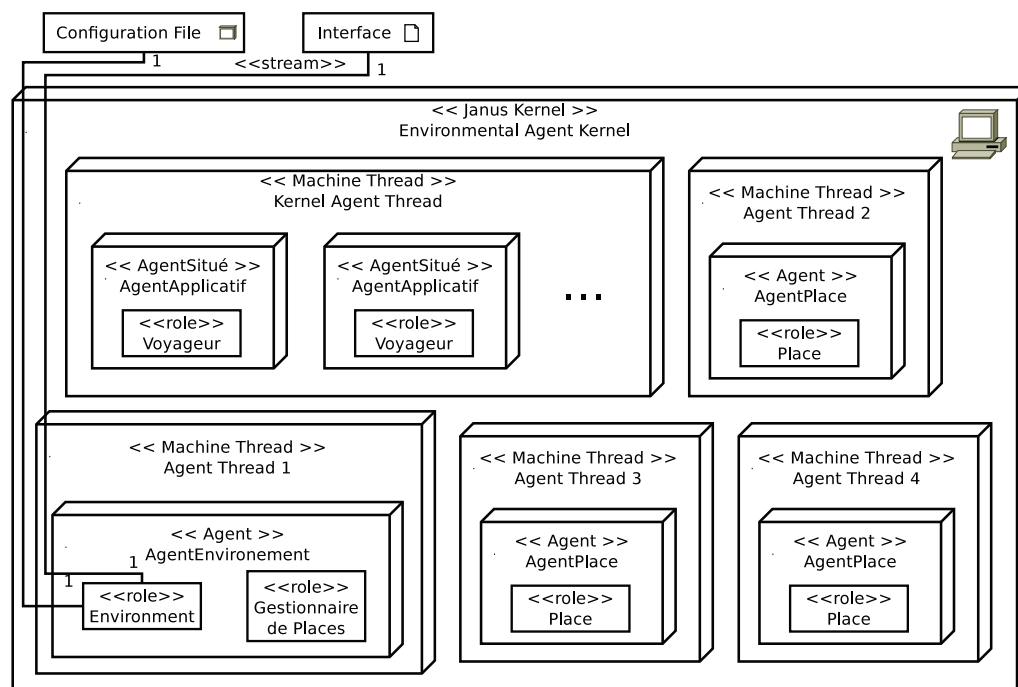 Configuration File
Interface
1
<<stream>>
1
<< Janus Kernel >>
Environmental Agent Kernel
<< Machine Thread >>
Kernel Agent Thread
<< AgentSitué >>
AgentApplicatif
<<role>>
Voyageur
<< AgentSitué >>
AgentApplicatif
<<role>>
Voyageur
...
<< Machine Thread >>
Agent Thread 2
<< Agent >>
AgentPlace
<<role>>
Place
<< Machine Thread >>
Agent Thread 1
<< Agent >>
AgentEnvironement
1
1
<<role>>
Environment
<<role>>
Gestionnaire
de Places
<< Machine Thread >>
Agent Thread 3
<< Agent >>
AgentPlace
<<role>>
Place
<< Machine Thread >>
Agent Thread 4
<< Agent >>
AgentPlace
<<role>>
Place